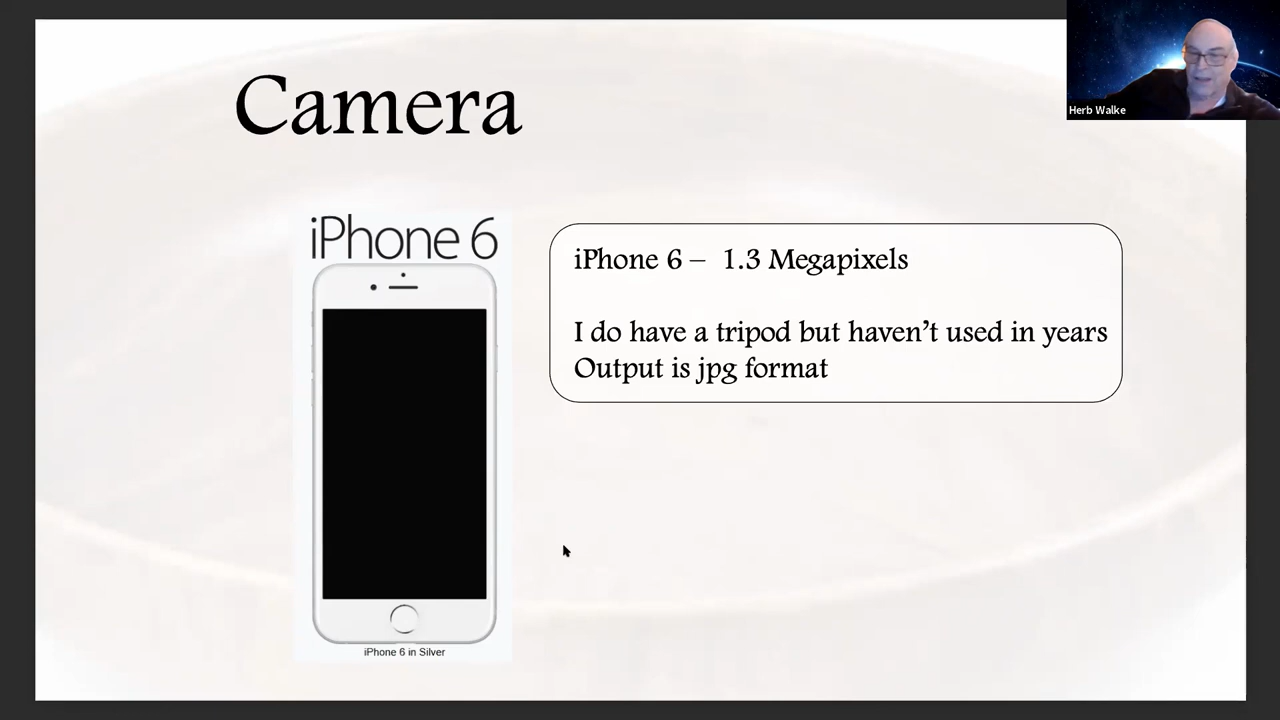 Camera
Herb Walke
iPhone 6
iPhone 6 – 1.3 Megapixels
I do have a tripod but haven’t used in years
Output is jpg format
iPhone 6 in Silver